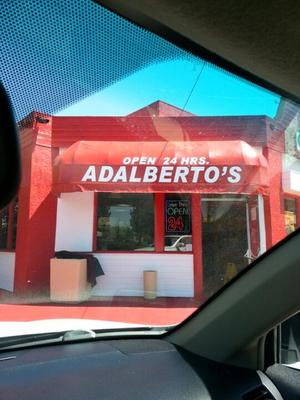 OPEN 24 HRS.
ADALBERTO'S
OPEN
24